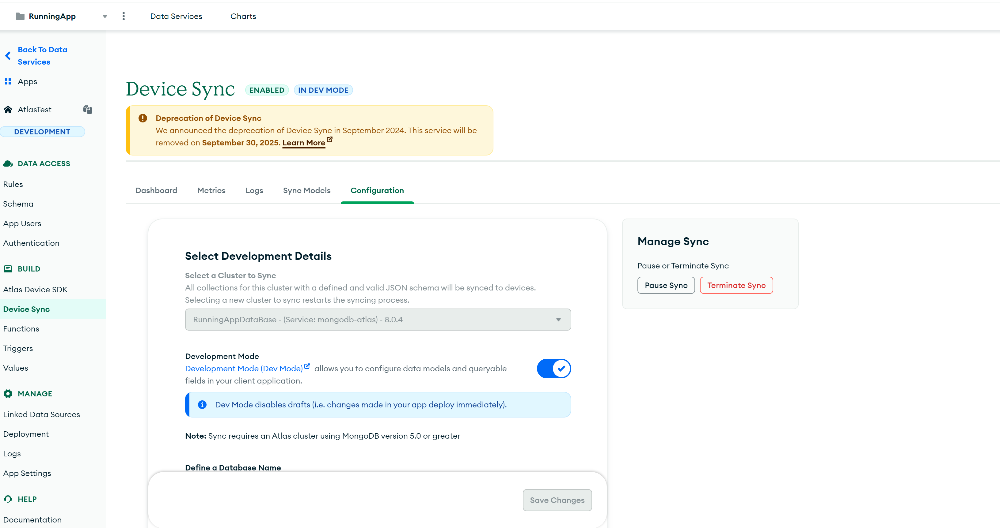 RunningApp
Data Services
Charts
Back To Data
Services
Apps
AtlasTest
DEVELOPMENT
DATA ACCESS
Rules
Schema
App Users
Authentication
BUILD
Atlas Device SDK
Device Sync
Functions
Triggers
Values
MANAGE
Linked Data Sources
Deployment
Logs
App Settings
HELP
Documentation
Device Sync ENABLED IN DEV MODE
Deprecation of Device Sync
We announced the deprecation of Device Sync in September 2024. This service will be
removed on September 30, 2025. Learn More
Dashboard Metrics Logs Sync Models Configuration
Select Development Details
Select a Cluster to Sync
All collections for this cluster with a defined and valid JSON schema will be synced to devices.
Selecting a new cluster to sync restarts the syncing process.
RunningAppDataBase - (Service: mongodb-atlas) - 8.0.4
Development Mode
Development Mode (Dev Mode) allows you to configure data models and queryable
fields in your client application.
Dev Mode disables drafts (i.e. changes made in your app deploy immediately).
Note: Sync requires an Atlas cluster using MongoDB version 5.0 or greater
Define a Database Name
Save Changes
Manage Sync
Pause or Terminate Sync
Pause Sync Terminate Sync